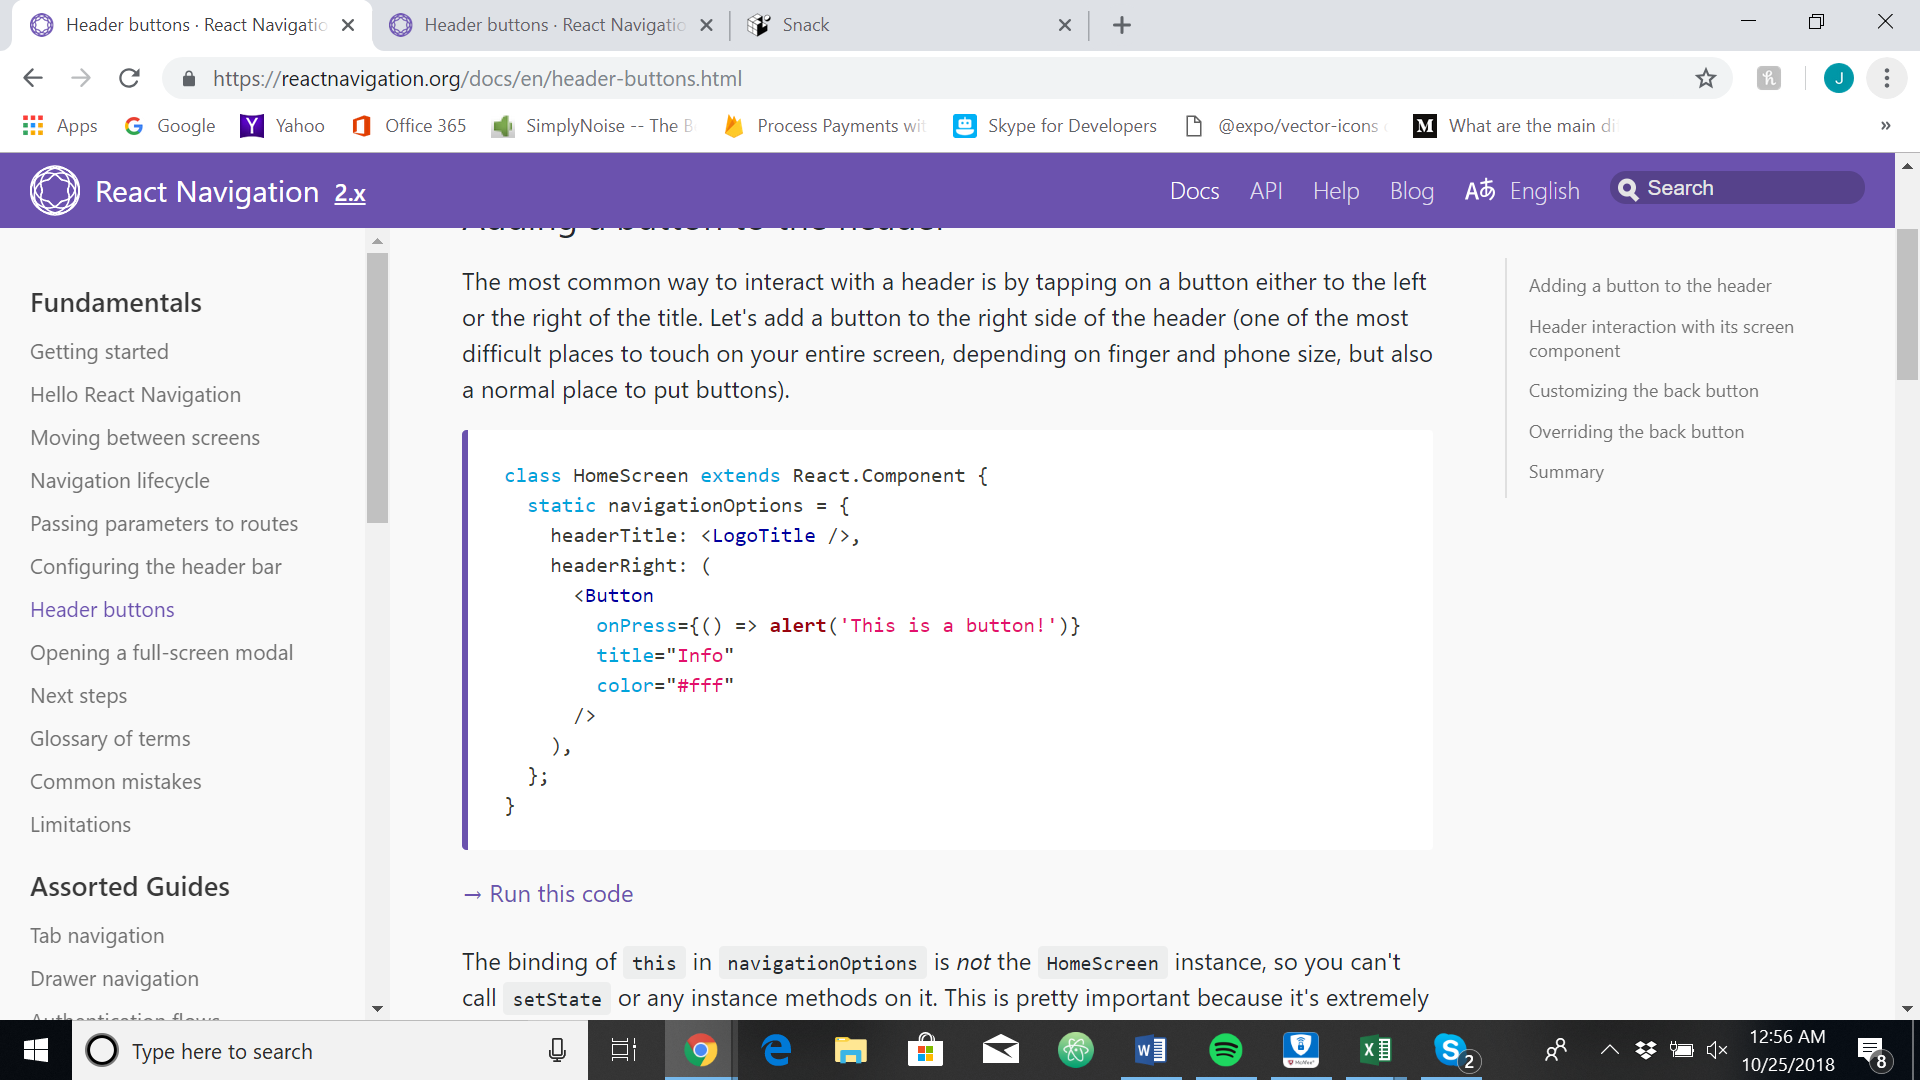 Header buttons · React Navigatio
Header buttons · React Navigatio
Snack
https://reactnavigation.org/docs/en/header-buttons.html
J
Apps
Google
Yahoo
Office 365
SimplyNoise -- The B
Process Payments wi
Skype for Developers
@expo/vector-icons
What are the main di
»
React Navigation 2.x
Docs
API
Help
Blog
English
Search
Fundamentals
Getting started
Hello React Navigation
Moving between screens
Navigation lifecycle
Passing parameters to routes
Configuring the header bar
Header buttons
Opening a full-screen modal
Next steps
Glossary of terms
Common mistakes
Limitations
Assorted Guides
Tab navigation
Drawer navigation
Authentication flows
Adding a button to the header
The most common way to interact with a header is by tapping on a button either to the left
or the right of the title. Let's add a button to the right side of the header (one of the most
difficult places to touch on your entire screen, depending on finger and phone size, but also
a normal place to put buttons).
class HomeScreen extends React.Component {
static navigationOptions = {
headerTitle: <LogoTitle />,
headerRight: (
<Button
onPress={() => alert('This is a button!')}
title="Info"
color="#fff"
/>
),
};
}
→ Run this code
The binding of this in navigationOptions is not the HomeScreen instance, so you can't
call setState or any instance methods on it. This is pretty important because it's extremely
Adding a button to the header
Header interaction with its screen
component
Customizing the back button
Overriding the back button
Summary
Type here to search
2
12:56 AM
10/25/2018
8